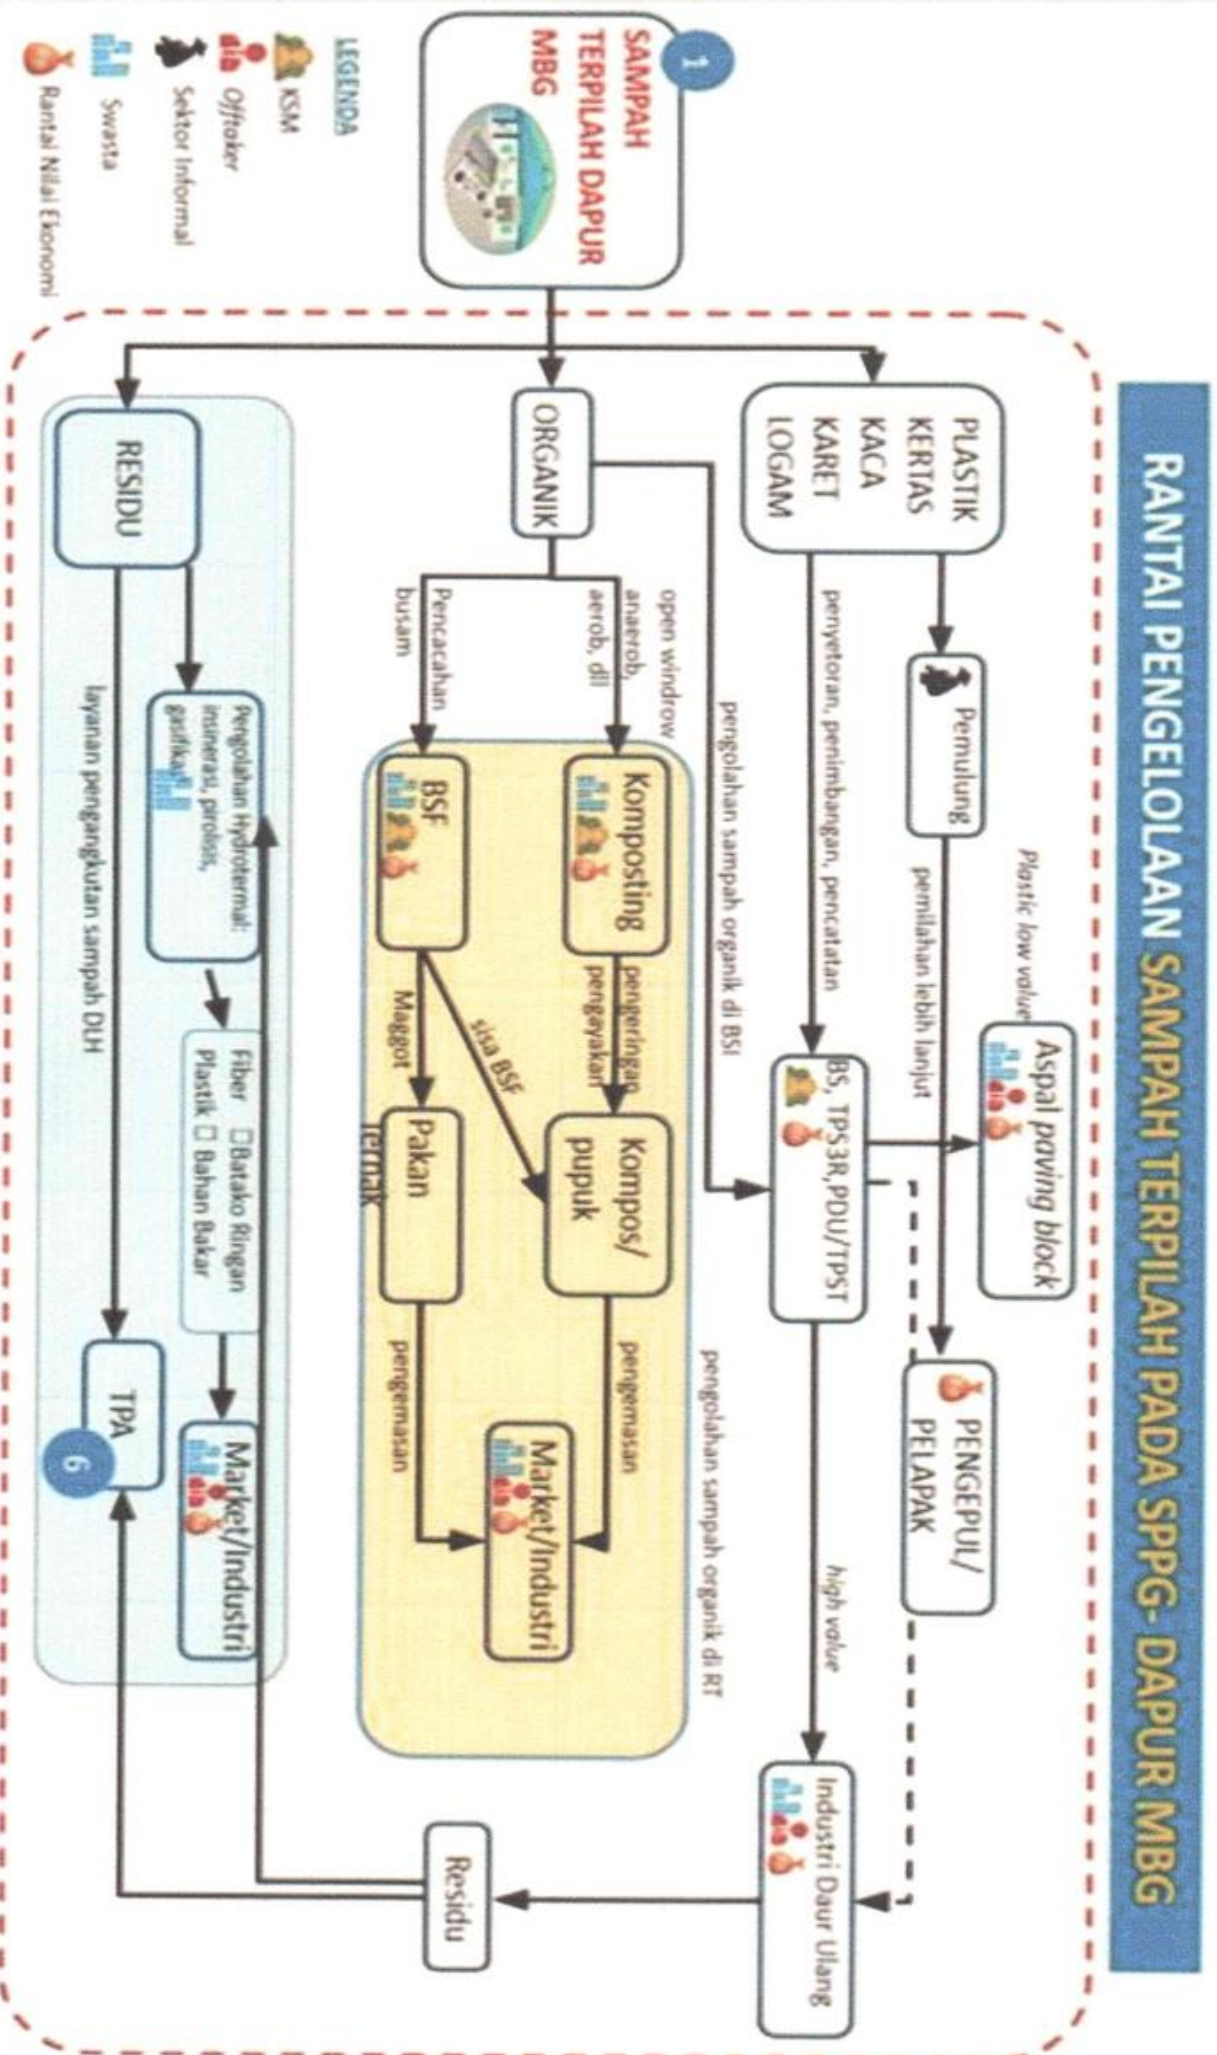 RANTAI PENGELOLAAN SAMPAH TERPILAH PADA SPPG- DAPUR MBG
1
SAMPAH
TERPILAH DAPUR
MBG
LEGENDA
KSM
Offtaker
Sektor Informal
Swasta
Rantai Nilai Ekonomi
PLASTIK
KERTAS
KACA
KARET
LOGAM
Pemulung
pemilahan lebih lanjut
Plastic low value
Aspal paving block
PENGEPUL/
PELAPAK
penyetoran, penimbangan, pencatatan
BS, TPS3R,PDU/TPST
high value
Industri Daur Ulang
pengolahan sampah organik di BSI
pengolahan sampah organik di RT
ORGANIK
open windrow
anaerob,
aerob, dll
Komposting
pengeringan
pengayakan
Kompos/
pupuk
pengemasan
Market/Industri
Pencacahan
busam
BSF
sisa BSF
Maggot
Pakan
Ternak
pengemasan
Residu
RESIDU
Pengolahan Hydrotermal:
insinerasi, pirolisis,
gasifikasi
Fiber □Batako Ringan
Plastik □ Bahan Bakar
Market/Industri
layanan pengangkutan sampah DLH
TPA
6